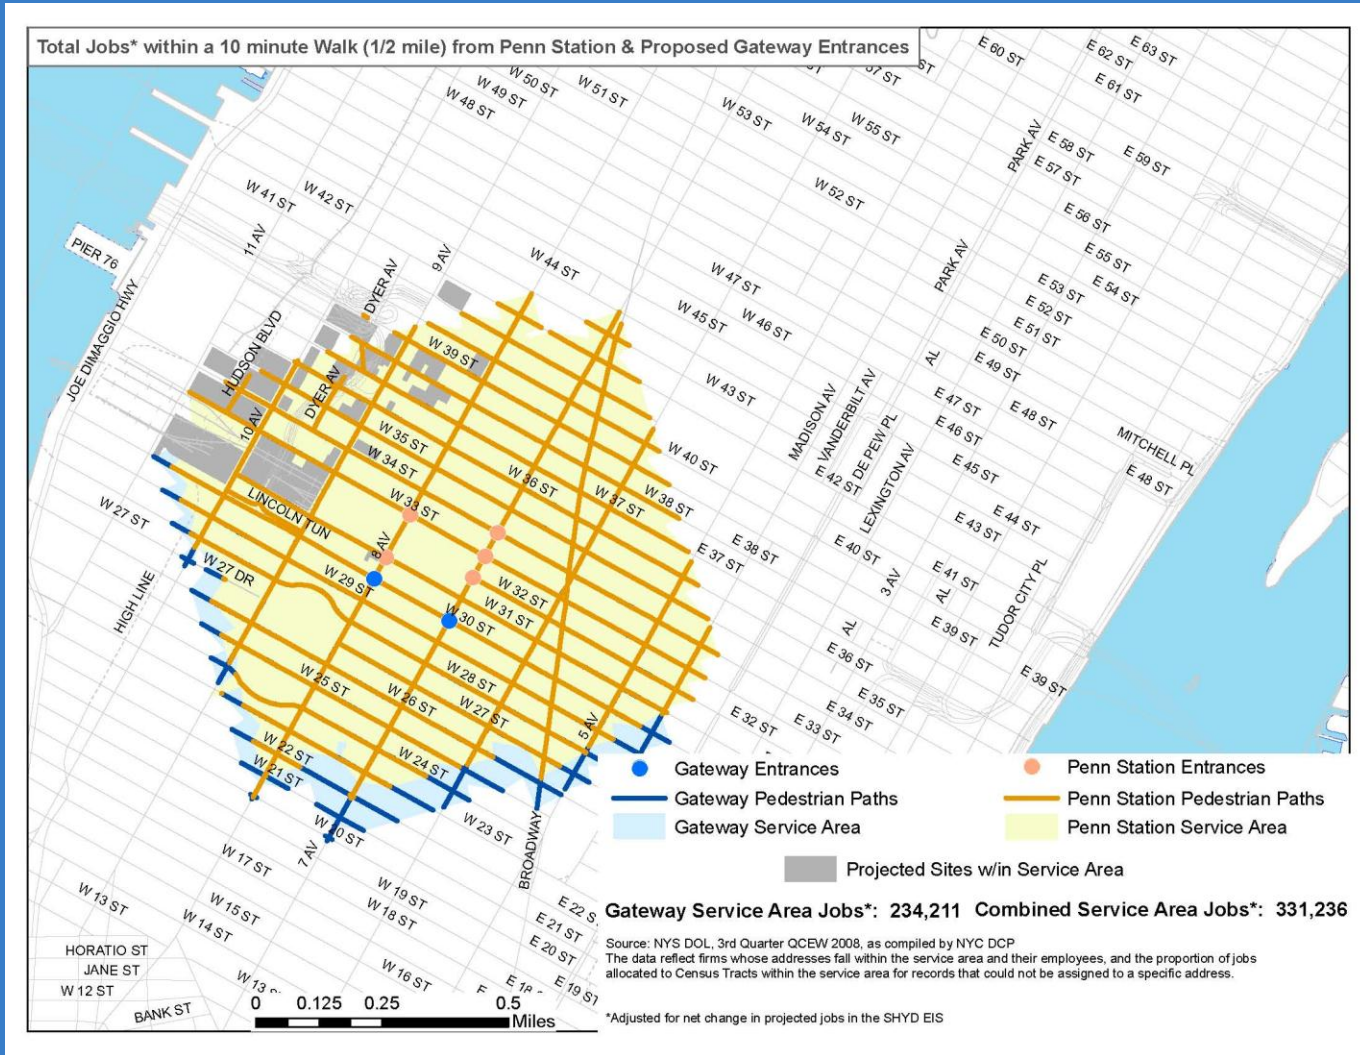 Total Jobs* within a 10 minute Walk (1/2 mile) from Penn Station & Proposed Gateway Entrances
E 60 ST
E 63 ST
E 62 ST
E 61 ST
W 50 ST
W 49 ST
W 48 ST
W 51 ST
W 53 ST
W 54 ST
W 55 ST
W 52 ST
PARK AV
E 58 ST
E 57 ST
E 59 ST
E 56 ST
E 55 ST
E 54 ST
E 53 ST
E 52 ST
E 51 ST
E 50 ST
E 49 ST
PARK AV
W 41 ST
W 42 ST
11 AV
PIER 76
DYER AV
9 AV
W 44 ST
W 47 ST
W 45 ST
W 46 ST
W 43 ST
AL
E 47 ST
E 48 ST
E 46 ST
E 45 ST
MITCHELL PL
E 48 ST
JOE DIMAGGIO HWY
HUDSON BLVD
W 39 ST
DYER AV
10 AV
W 35 ST
W 34 ST
W 36 ST
W 40 ST
W 38 ST
W 37 ST
MADISON AV
VANDERBILT AV
DE PEW PL
E 42 ST
LEXINGTON AV
E 44 ST
E 43 ST
W 27 ST
LINCOLN TUN
W 33 ST
8 AV
E 38 ST
E 37 ST
E 40 ST
3 AV
E 41 ST
AL
E 39 ST
TUDOR CITY PL
HIGH LINE
W 27 DR
W 29 ST
W 32 ST
W 31 ST
W 30 ST
AL
E 36 ST
E 39 ST
E 35 ST
E 34 ST
E 33 ST
E 32 ST
W 25 ST
W 28 ST
W 26 ST
W 27 ST
5 AV
W 22 ST
W 21 ST
W 24 ST
W 23 ST
W 20 ST
7 AV
BROADWAY
W 17 ST
W 19 ST
W 18 ST
W 13 ST
W 15 ST
W 14 ST
E 22 S
E 21 ST
E 20 ST
E 19 ST
E 18
W 16 ST
W 13 S
HORATIO ST
JANE ST
W 12 ST
BANK ST
Gateway Entrances
Penn Station Entrances
Gateway Pedestrian Paths
Penn Station Pedestrian Paths
Gateway Service Area
Penn Station Service Area
Projected Sites w/in Service Area
Gateway Service Area Jobs*: 234,211 Combined Service Area Jobs*: 331,236
Source: NYS DOL, 3rd Quarter QCEW 2008, as compiled by NYC DCP
The data reflect firms whose addresses fall within the service area and their employees, and the proportion of jobs
allocated to Census Tracts within the service area for records that could not be assigned to a specific address.
*Adjusted for net change in projected jobs in the SHYD EIS
0 0.125 0.25 0.5
Miles